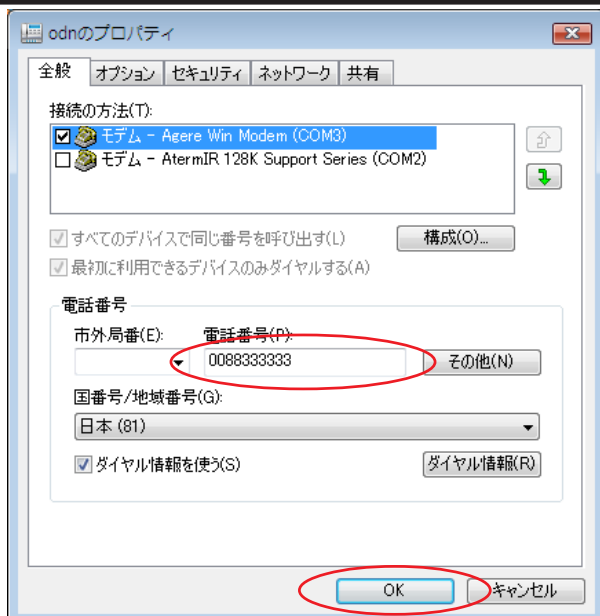 odnのプロパティ
全般 オプション セキュリティ ネットワーク 共有
接続の方法(T):
モデム - Agere Win Modem (COM3)
モデム - AtermIR 128K Support Series (COM2)
すべてのデバイスで同じ番号を呼び出す(L) 構成(O)...
最初に利用できるデバイスのみダイヤルする(A)
電話番号
市外局番(E): 電話番号(P):
0088333333 その他(N)
国番号/地域番号(G):
日本 (81)
ダイヤル情報を使う(S) ダイヤル情報(R)
OK キャンセル